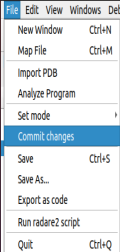 File Edit View Windows Deb
New Window Ctrl+N
Map File Ctrl+M
Import PDB
Analyze Program
Set mode
Commit changes
Save Ctrl+S
Save As...
Export as code
Run radare2 script
Quit Ctrl+Q